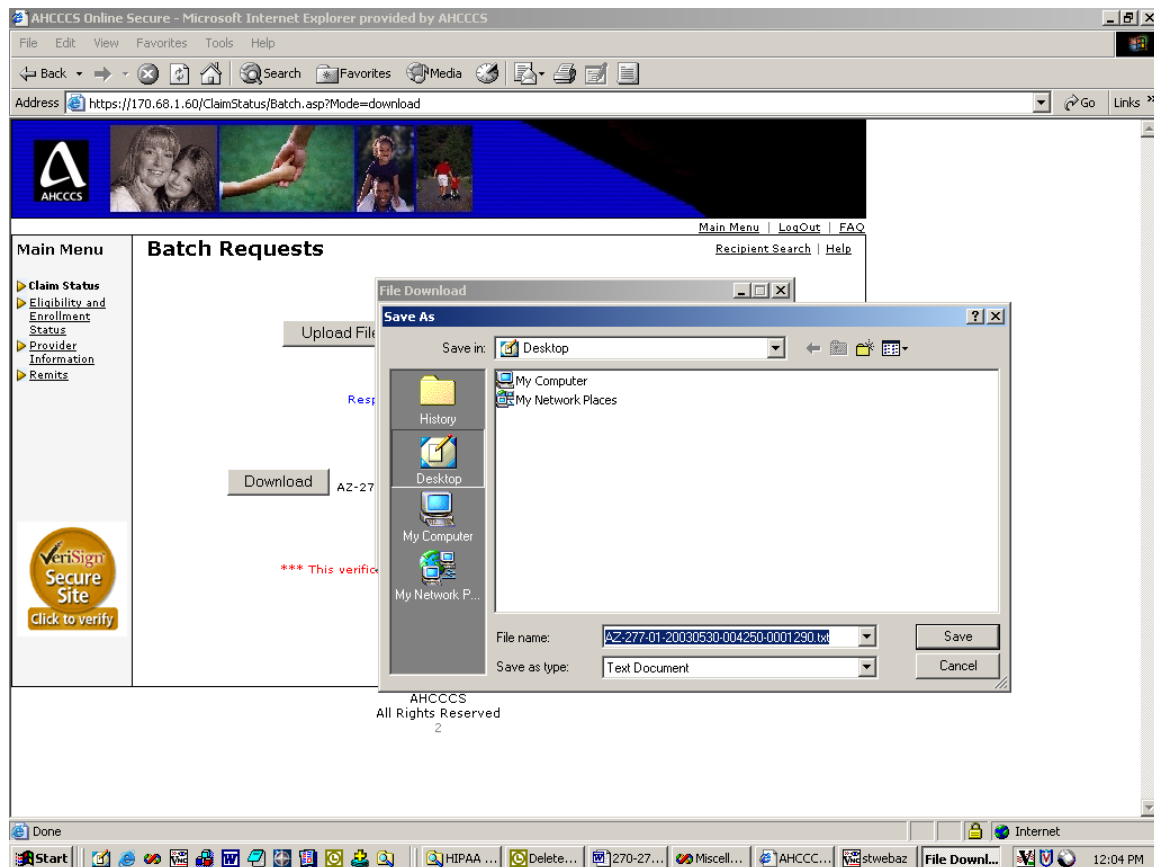 AHCCCS Online Secure - Microsoft Internet Explorer provided by AHCCCS
File Edit View Favorites Tools Help
Back Search Favorites Media
Address https://170.68.1.60/ClaimStatus/Batch.asp?Mode=download Go Links »
AHCCCS
Main Menu | LogOut | FAQ
Main Menu
Batch Requests
Recipient Search | Help
Claim Status
Eligibility and
Enrollment
Status
Provider
Information
Remits
Upload File
Resp
Download AZ-27
*** This verific
VeriSign
Secure
Site
Click to verify
File Download
Save As
Save in: Desktop
My Computer
My Network Places
History
Desktop
My Computer
My Network P...
File name: AZ-277-01-20030530-004250-0001290.txt Save
Save as type: Text Document Cancel
AHCCCS
All Rights Reserved
2
Done Internet
Start HIPAA ... Delete... 270-27... Miscell... AHCCC... stwebaz File Downl... 12:04 PM